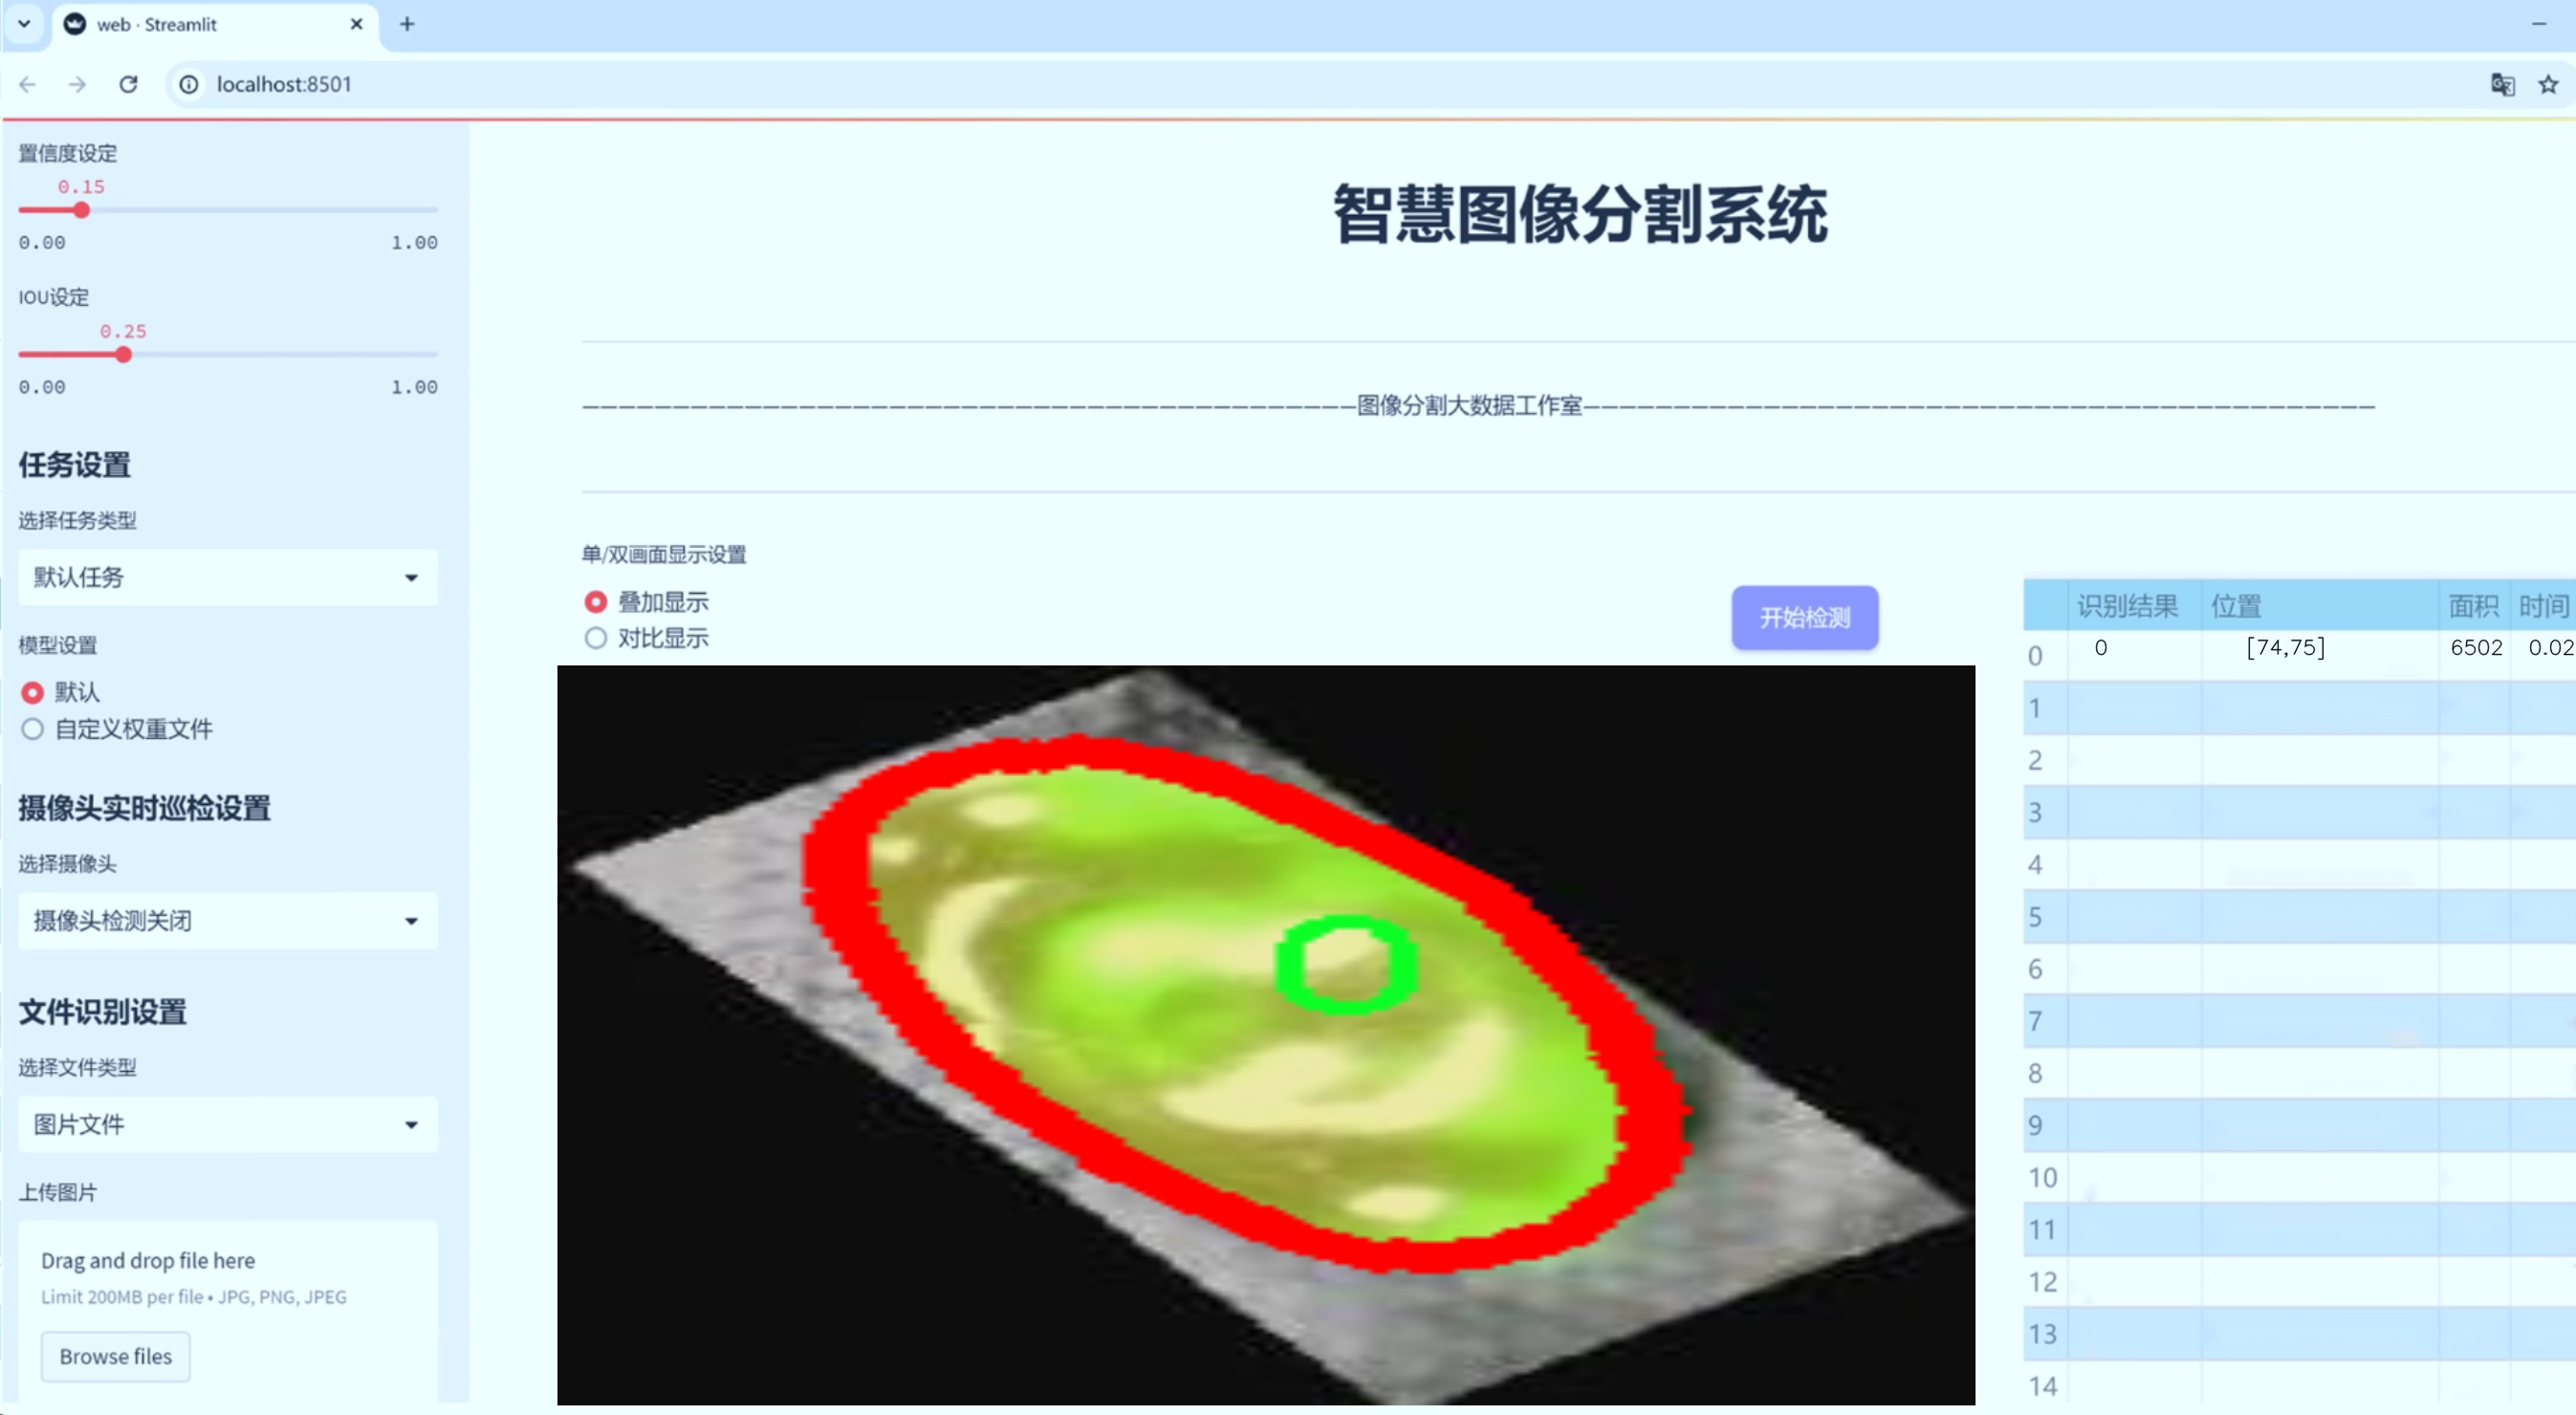 web · Streamlit
localhost:8501
置信度设定
0.15
0.00 1.00
IOU设定
0.25
0.00 1.00
任务设置
选择任务类型
默认任务
模型设置
默认
自定义权重文件
摄像头实时巡检设置
选择摄像头
摄像头检测关闭
文件识别设置
选择文件类型
图片文件
上传图片
Drag and drop file here
Limit 200MB per file • JPG, PNG, JPEG
Browse files
智慧图像分割系统
———————————————————————————————————————————图像分割大数据工作室————————————————————————————————————————————
单/双画面显示设置
叠加显示
对比显示
开始检测
识别结果 位置 面积 时间
0 0 [74,75] 6502 0.02
1
2
3
4
5
6
7
8
9
10
11
12
13
14